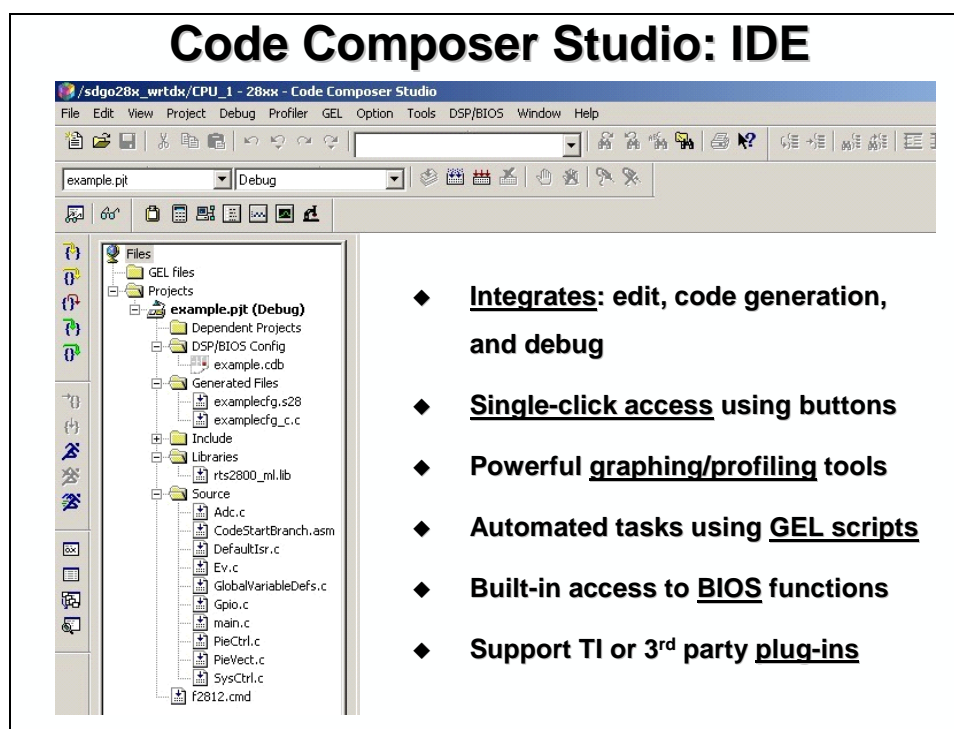 Code Composer Studio: IDE
/sdgo28x_wrtdx/CPU_1 - 28xx - Code Composer Studio
File Edit View Project Debug Profiler GEL Option Tools DSP/BIOS Window Help
example.pjt Debug
Files
GEL files
Projects
example.pjt (Debug)
Dependent Projects
DSP/BIOS Config
example.cdb
Generated Files
examplecfg.s28
examplecfg_c.c
Include
Libraries
rts2800_ml.lib
Source
Adc.c
CodeStartBranch.asm
DefaultIsr.c
Ev.c
GlobalVariableDefs.c
Gpio.c
main.c
PieCtrl.c
PieVect.c
SysCtrl.c
f2812.cmd
◆ Integrates: edit, code generation,
and debug
◆ Single-click access using buttons
◆ Powerful graphing/profiling tools
◆ Automated tasks using GEL scripts
◆ Built-in access to BIOS functions
◆ Support TI or 3rd party plug-ins